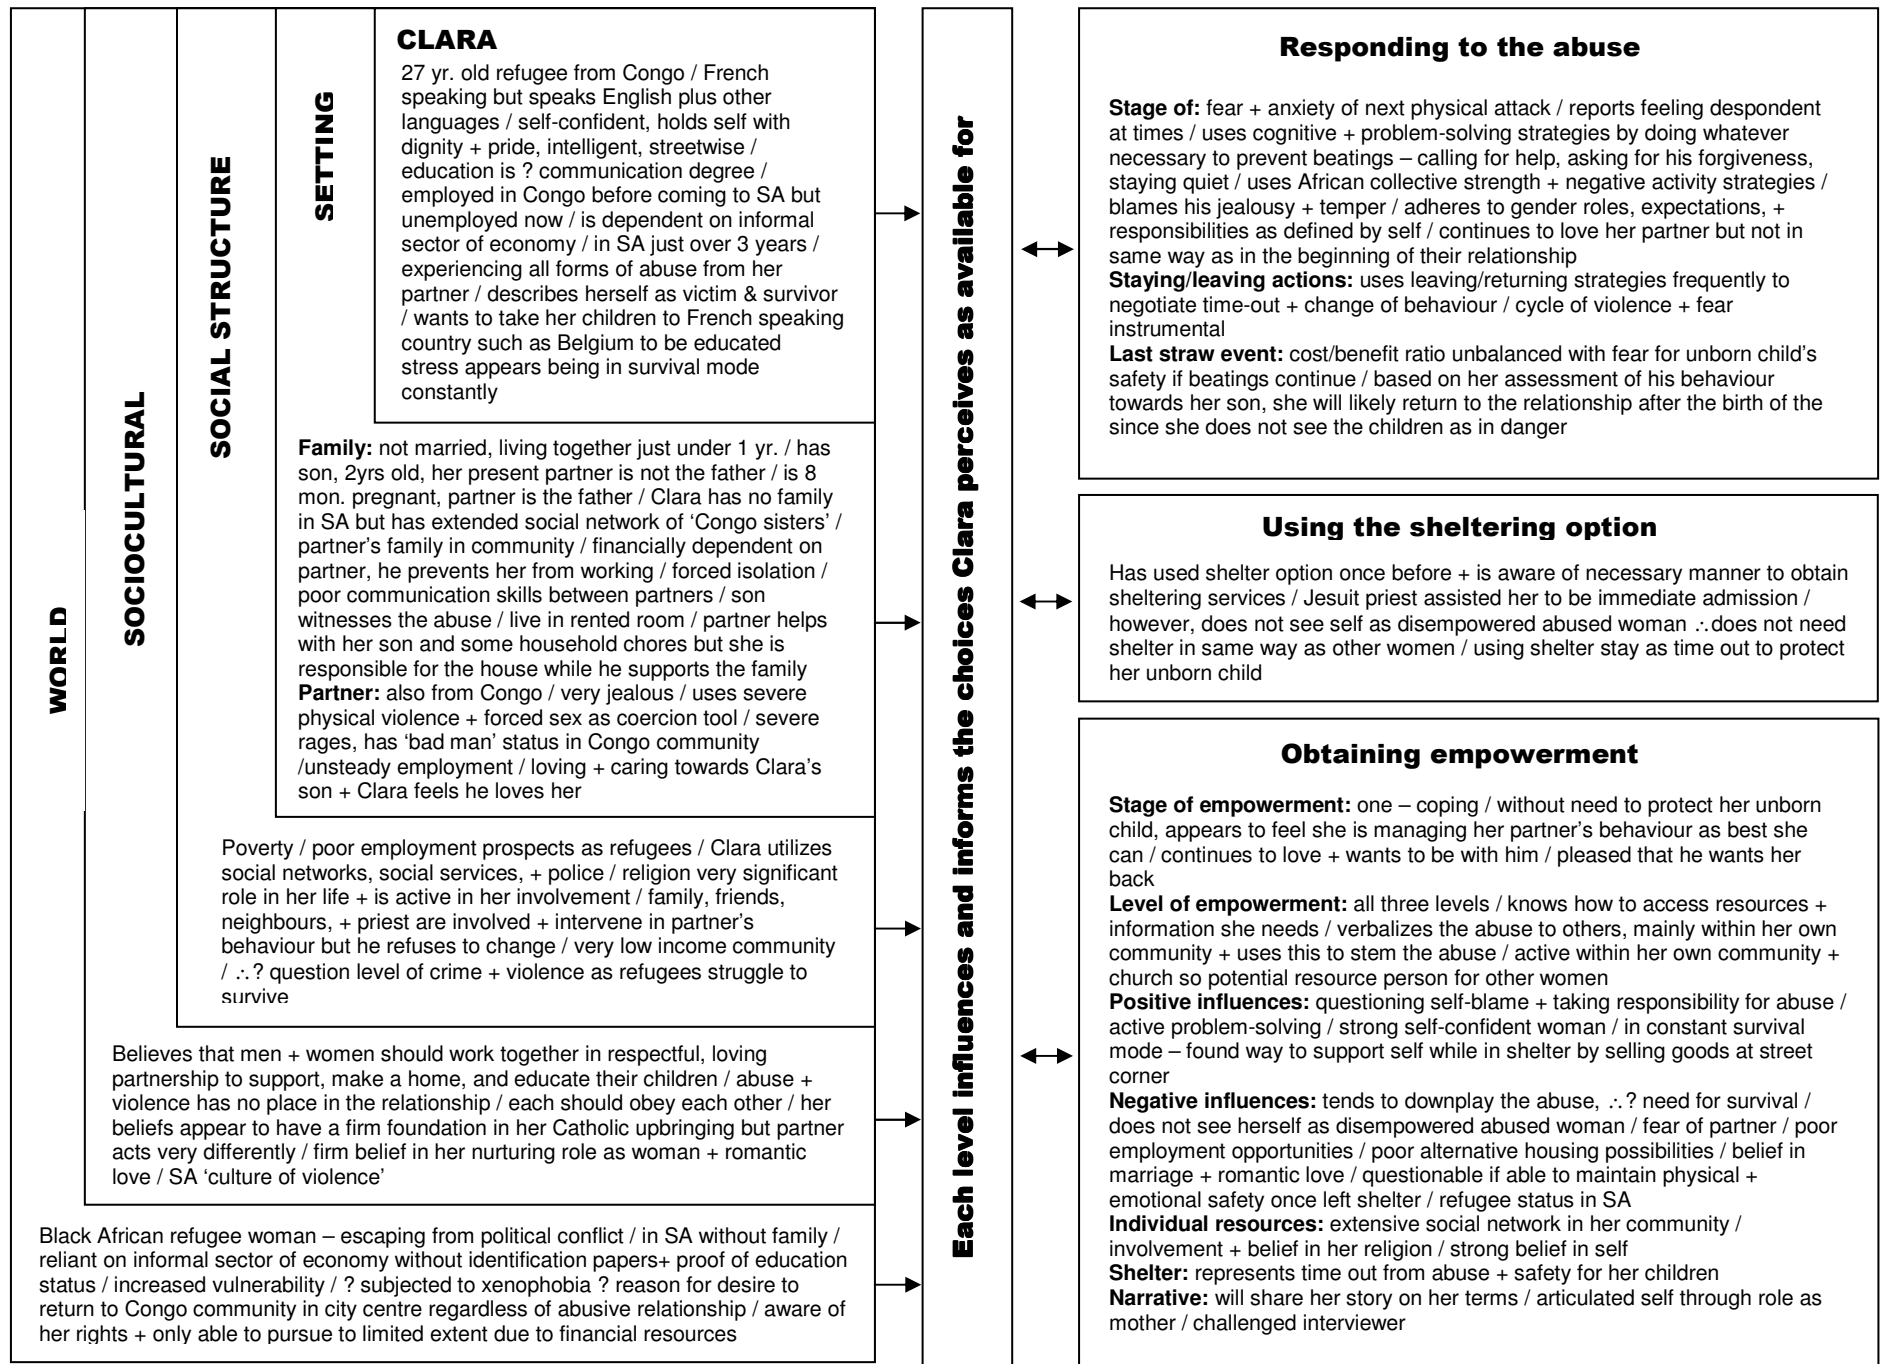 WORLD
SOCIOCULTURAL
SOCIAL STRUCTURE
SETTING
CLARA
27 yr. old refugee from Congo / French
speaking but speaks English plus other
languages / self-confident, holds self with
dignity + pride, intelligent, streetwise /
education is ? communication degree /
employed in Congo before coming to SA but
unemployed now / is dependent on informal
sector of economy / in SA just over 3 years /
experiencing all forms of abuse from her
partner / describes herself as victim & survivor
/ wants to take her children to French speaking
country such as Belgium to be educated
stress appears being in survival mode
constantly
Family: not married, living together just under 1 yr. / has
son, 2yrs old, her present partner is not the father / is 8
mon. pregnant, partner is the father / Clara has no family
in SA but has extended social network of ‘Congo sisters’ /
partner’s family in community / financially dependent on
partner, he prevents her from working / forced isolation /
poor communication skills between partners / son
witnesses the abuse / live in rented room / partner helps
with her son and some household chores but she is
responsible for the house while he supports the family
Partner: also from Congo / very jealous / uses severe
physical violence + forced sex as coercion tool / severe
rages, has ‘bad man’ status in Congo community
/unsteady employment / loving + caring towards Clara’s
son + Clara feels he loves her
Poverty / poor employment prospects as refugees / Clara utilizes
social networks, social services, + police / religion very significant
role in her life + is active in her involvement / family, friends,
neighbours, + priest are involved + intervene in partner’s
behaviour but he refuses to change / very low income community
/ ∴? question level of crime + violence as refugees struggle to
survive
Believes that men + women should work together in respectful, loving
partnership to support, make a home, and educate their children / abuse +
violence has no place in the relationship / each should obey each other / her
beliefs appear to have a firm foundation in her Catholic upbringing but partner
acts very differently / firm belief in her nurturing role as woman + romantic
love / SA ‘culture of violence’
Black African refugee woman – escaping from political conflict / in SA without family /
reliant on informal sector of economy without identification papers+ proof of education
status / increased vulnerability / ? subjected to xenophobia ? reason for desire to
return to Congo community in city centre regardless of abusive relationship / aware of
her rights + only able to pursue to limited extent due to financial resources
Each level influences and informs the choices Clara perceives as available for
Responding to the abuse
Stage of: fear + anxiety of next physical attack / reports feeling despondent
at times / uses cognitive + problem-solving strategies by doing whatever
necessary to prevent beatings – calling for help, asking for his forgiveness,
staying quiet / uses African collective strength + negative activity strategies /
blames his jealousy + temper / adheres to gender roles, expectations, +
responsibilities as defined by self / continues to love her partner but not in
same way as in the beginning of their relationship
Staying/leaving actions: uses leaving/returning strategies frequently to
negotiate time-out + change of behaviour / cycle of violence + fear
instrumental
Last straw event: cost/benefit ratio unbalanced with fear for unborn child’s
safety if beatings continue / based on her assessment of his behaviour
towards her son, she will likely return to the relationship after the birth of the
since she does not see the children as in danger
Using the sheltering option
Has used shelter option once before + is aware of necessary manner to obtain
sheltering services / Jesuit priest assisted her to be immediate admission /
however, does not see self as disempowered abused woman ∴does not need
shelter in same way as other women / using shelter stay as time out to protect
her unborn child
Obtaining empowerment
Stage of empowerment: one – coping / without need to protect her unborn
child, appears to feel she is managing her partner’s behaviour as best she
can / continues to love + wants to be with him / pleased that he wants her
back
Level of empowerment: all three levels / knows how to access resources +
information she needs / verbalizes the abuse to others, mainly within her own
community + uses this to stem the abuse / active within her own community +
church so potential resource person for other women
Positive influences: questioning self-blame + taking responsibility for abuse /
active problem-solving / strong self-confident woman / in constant survival
mode – found way to support self while in shelter by selling goods at street
corner
Negative influences: tends to downplay the abuse, ∴? need for survival /
does not see herself as disempowered abused woman / fear of partner / poor
employment opportunities / poor alternative housing possibilities / belief in
marriage + romantic love / questionable if able to maintain physical +
emotional safety once left shelter / refugee status in SA
Individual resources: extensive social network in her community /
involvement + belief in her religion / strong belief in self
Shelter: represents time out from abuse + safety for her children
Narrative: will share her story on her terms / articulated self through role as
mother / challenged interviewer